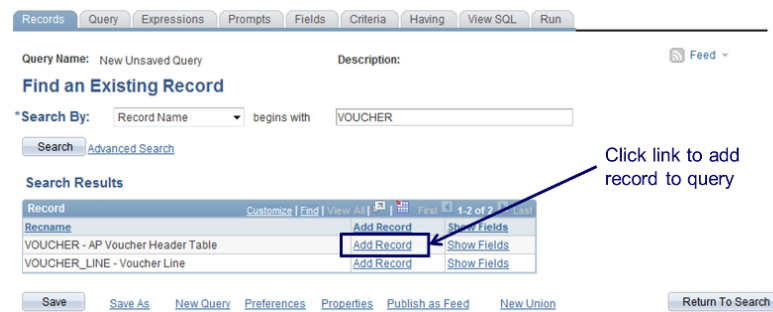 Records Query Expressions Prompts Fields Criteria Having View SQL Run
Query Name: New Unsaved Query Description: Feed
Find an Existing Record
*Search By: Record Name begins with VOUCHER
Search Advanced Search
Click link to add
record to query
Search Results
Record Customize | Find | View All | | First 1-2 of 2 Last
Recname Add Record Show Fields
VOUCHER - AP Voucher Header Table Add Record Show Fields
VOUCHER_LINE - Voucher Line Add Record Show Fields
Save Save As New Query Preferences Properties Publish as Feed New Union Return To Search